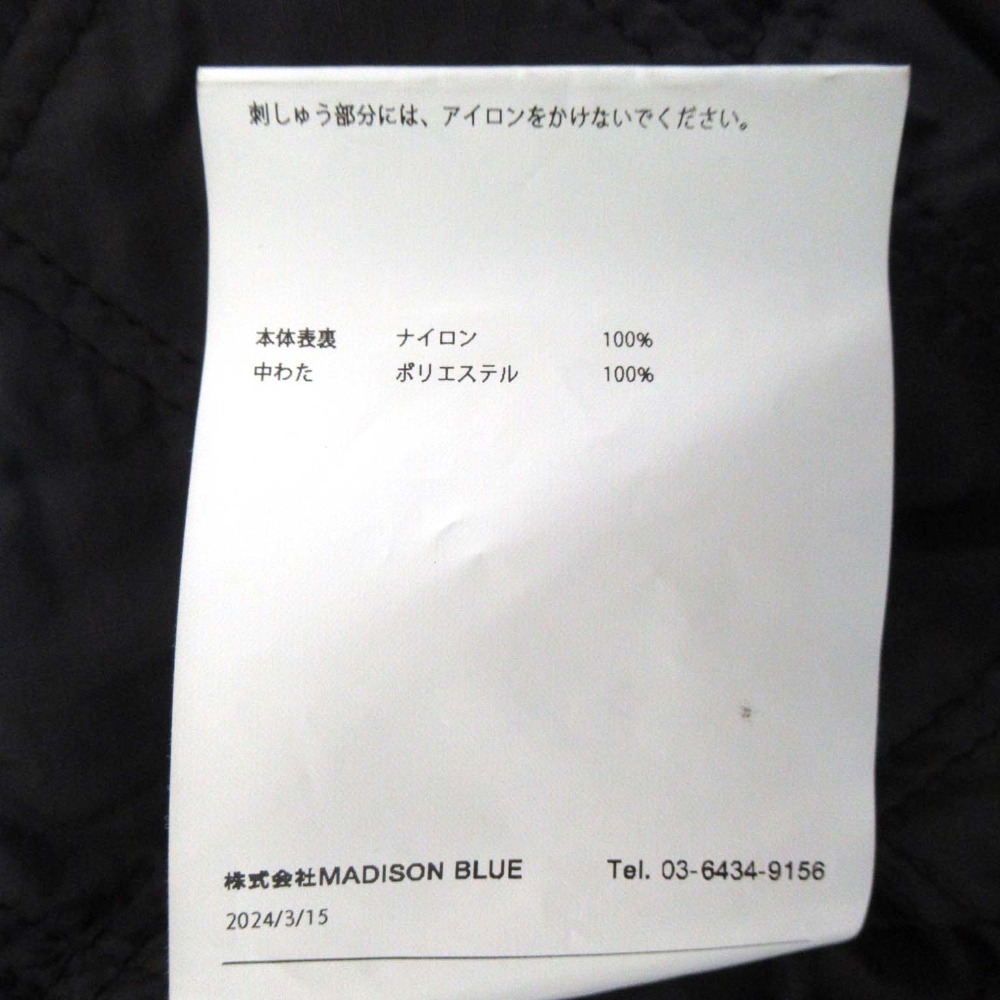 刺しゅう部分には、アイロンをかけないでください。
本体表裏 ナイロン 100%
中わた ポリエステル 100%
株式会社MADISON BLUE Tel. 03-6434-9156
2024/3/15